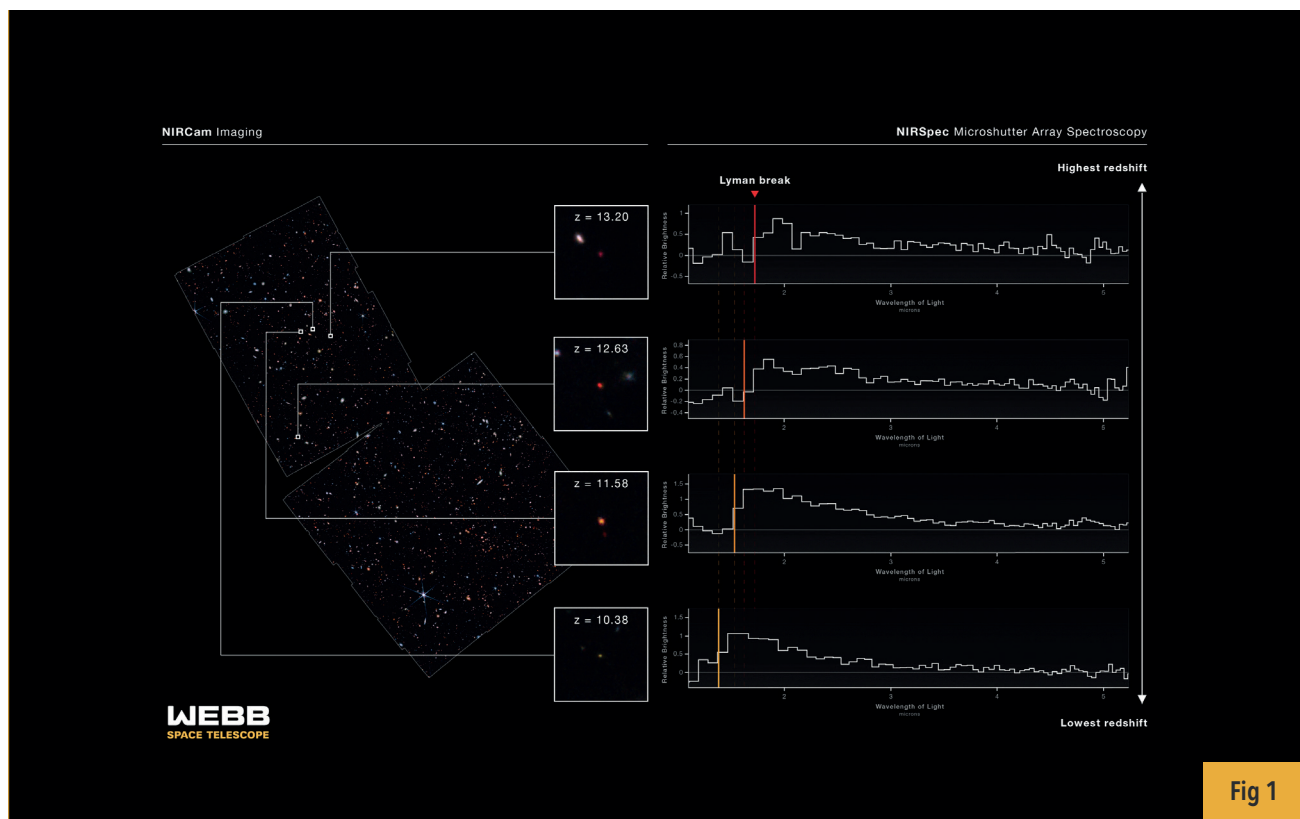 NIRCam Imaging
NIRSpec Microshutter Array Spectroscopy
Highest redshift
Lyman break
z = 13.20
Relative Brightness
1
0.5
0
-0.5
2
3
4
5
Wavelength of Light
microns
z = 12.63
Relative Brightness
0.8
0.6
0.4
0.2
0
-0.2
-0.4
2
3
4
5
Wavelength of Light
microns
z = 11.58
Relative Brightness
1.5
1
0.5
0
-0.5
2
3
4
5
Wavelength of Light
microns
z = 10.38
Relative Brightness
1.5
1
0.5
0
2
3
4
5
Wavelength of Light
microns
Lowest redshift
WEBB
SPACE TELESCOPE
Fig 1